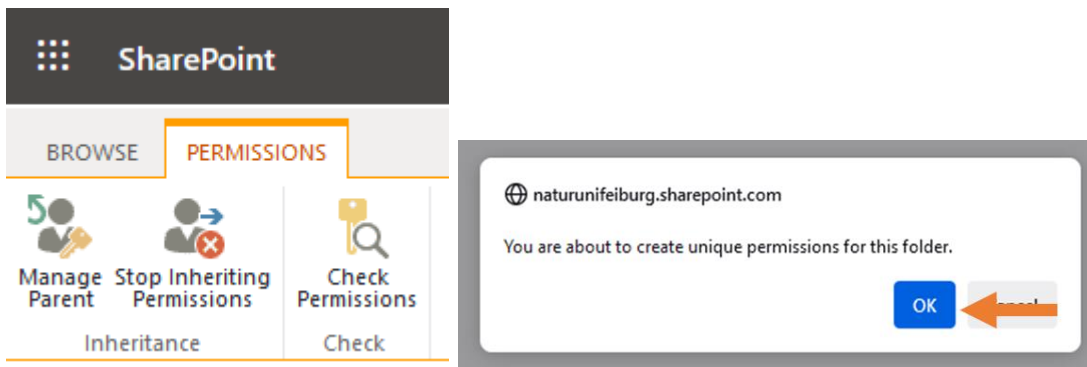 SharePoint
BROWSE PERMISSIONS
Manage Parent
Stop Inheriting Permissions
Check Permissions
Inheritance Check
naturunifeiburg.sharepoint.com
You are about to create unique permissions for this folder.
OK